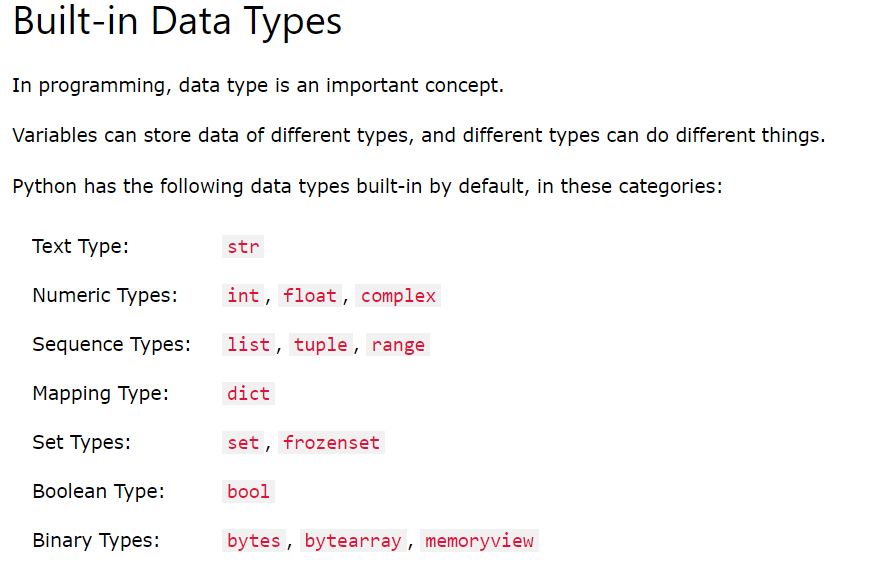 Built-in Data Types
In programming, data type is an important concept.
Variables can store data of different types, and different types can do different things.
Python has the following data types built-in by default, in these categories:
Text Type: str
Numeric Types: int, float, complex
Sequence Types: list, tuple, range
Mapping Type: dict
Set Types: set, frozenset
Boolean Type: bool
Binary Types: bytes, bytearray, memoryview